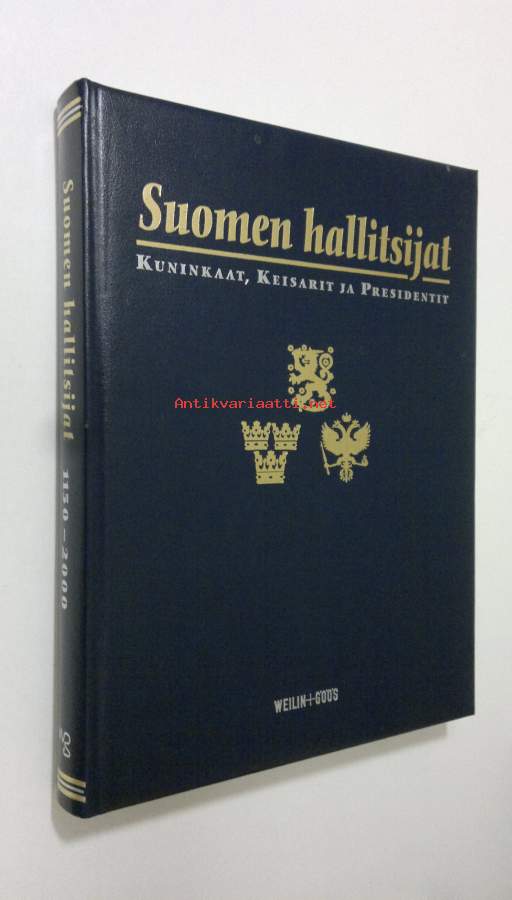 Suomen hallitsijat
Kuninkaat, Keisarit ja Presidentit
Antikvariaatti.net
WEILIN+GÖÖS
Suomen hallitsijat 1150–2000